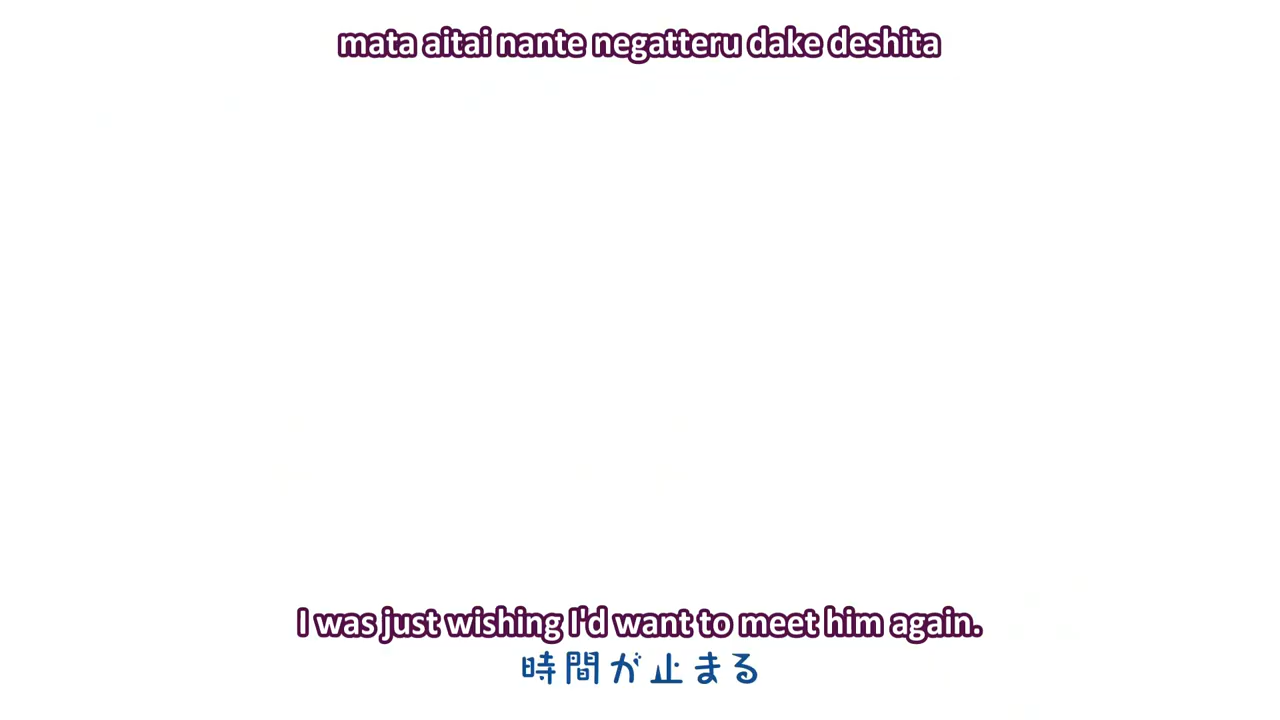 mata aitai nante negatteru dake deshita
I was just wishing I'd want to meet him again.
時間が止まる